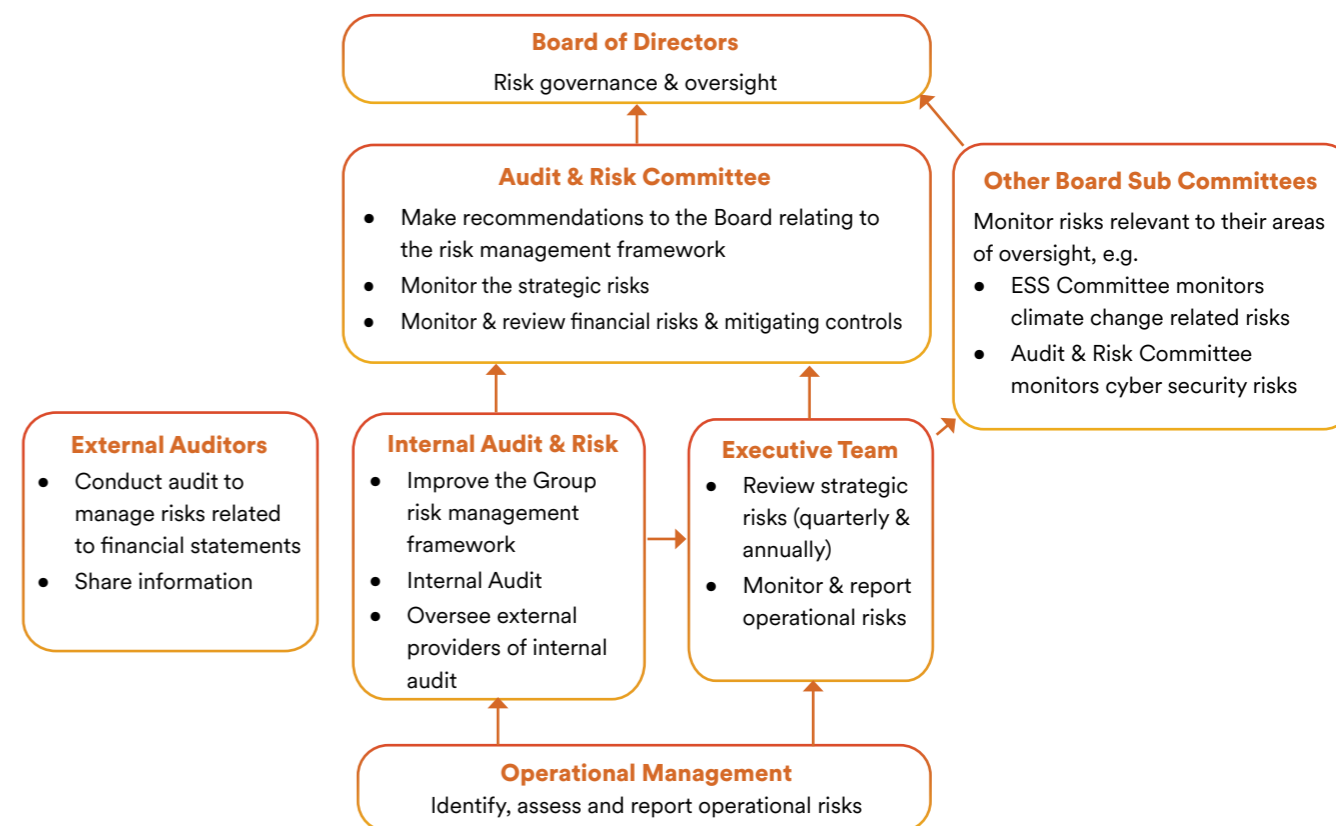 Board of Directors
Risk governance & oversight
Audit & Risk Committee
● Make recommendations to the Board relating to
the risk management framework
● Monitor the strategic risks
● Monitor & review financial risks & mitigating controls
Other Board Sub Committees
Monitor risks relevant to their areas
of oversight, e.g.
● ESS Committee monitors
climate change related risks
● Audit & Risk Committee
monitors cyber security risks
External Auditors
● Conduct audit to
manage risks related
to financial statements
● Share information
Internal Audit & Risk
● Improve the Group
risk management
framework
● Internal Audit
● Oversee external
providers of internal
audit
Executive Team
● Review strategic
risks (quarterly &
annually)
● Monitor & report
operational risks
Operational Management
Identify, assess and report operational risks